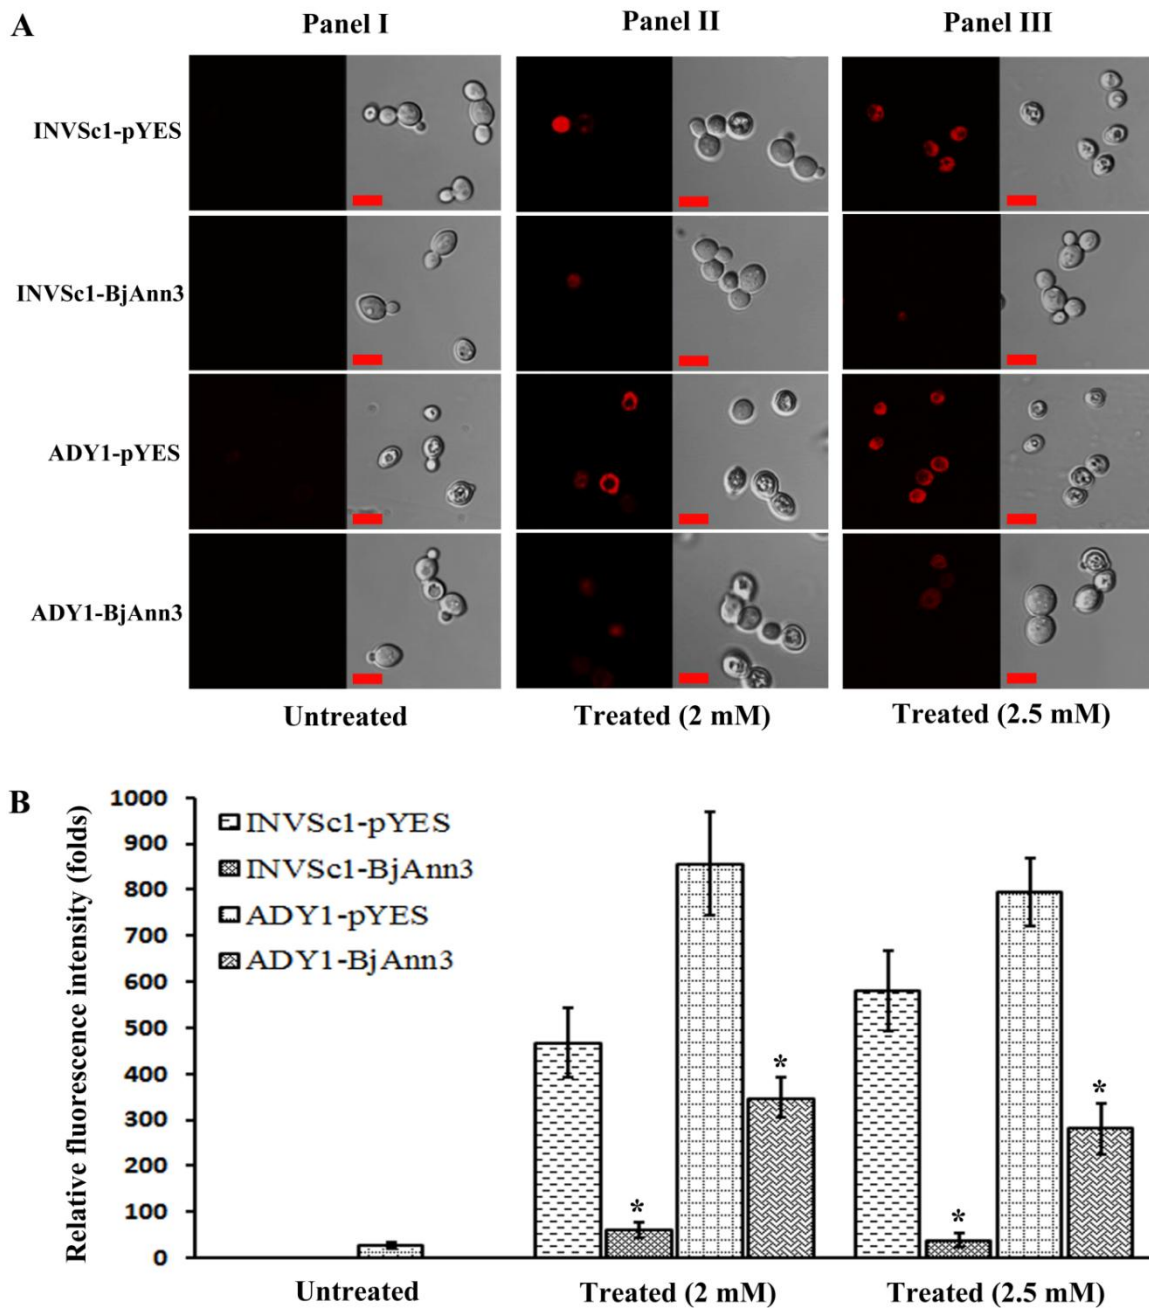 A
Panel I Panel II Panel III
INVSc1-pYES
INVSc1-BjAnn3
ADY1-pYES
ADY1-BjAnn3
Untreated Treated (2 mM) Treated (2.5 mM)
B
Relative fluorescence intensity (folds)
1000
900
800
700
600
500
400
300
200
100
0
INVSc1-pYES
INVSc1-BjAnn3
ADY1-pYES
ADY1-BjAnn3
* * * *
Untreated Treated (2 mM) Treated (2.5 mM)